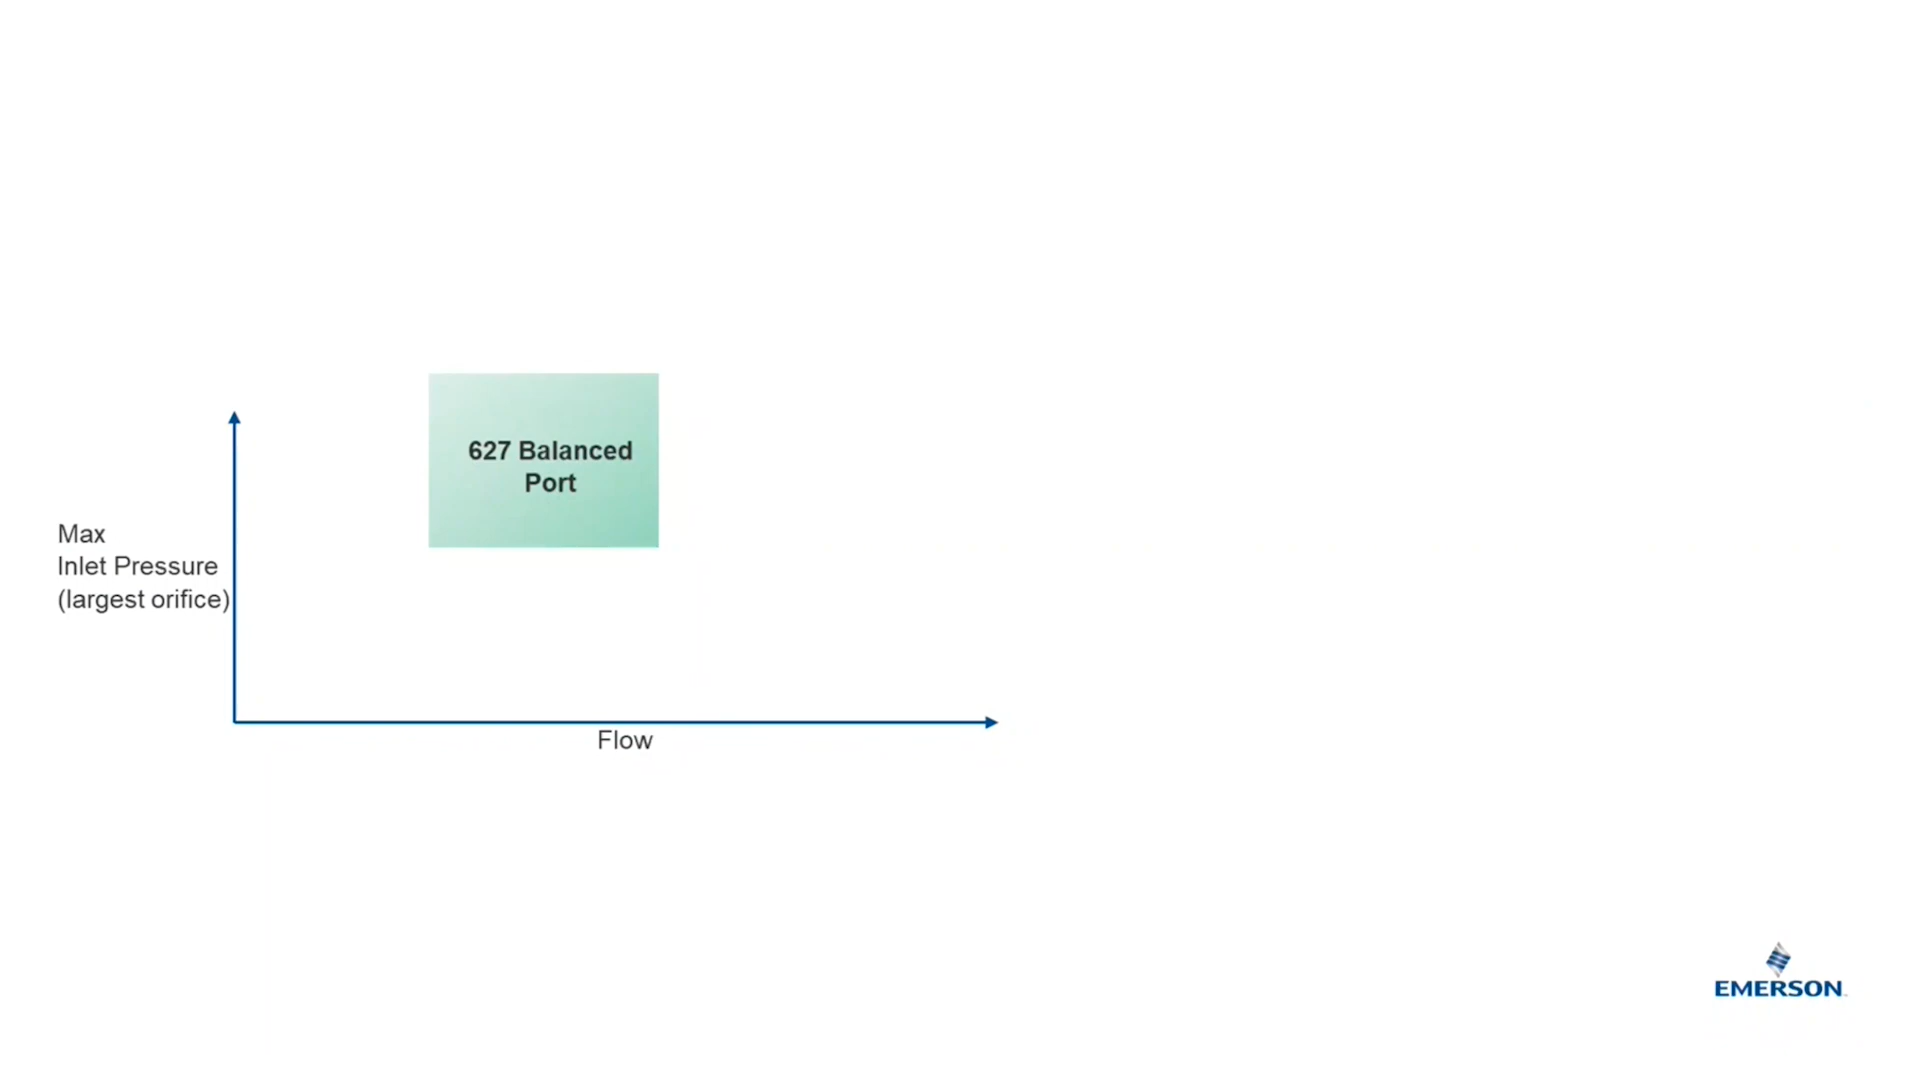 627 Balanced
Port
Max
Inlet Pressure
(largest orifice)
Flow
EMERSON